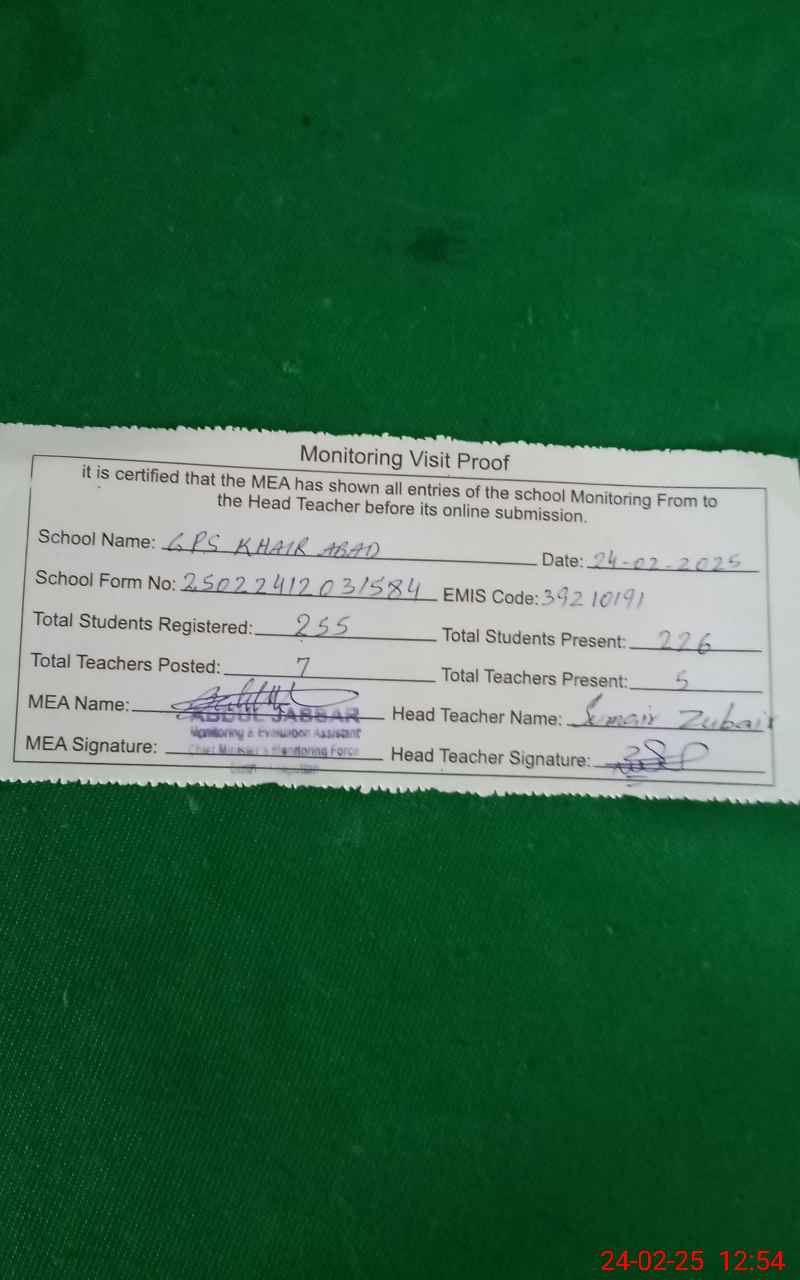 Monitoring Visit Proof
it is certified that the MEA has shown all entries of the school Monitoring From to
the Head Teacher before its online submission.
School Name: GPS KHAIR ABAD Date: 24-02-2025
School Form No: 25022412031584 EMIS Code: 39210191
Total Students Registered: 255 Total Students Present: 226
Total Teachers Posted: 7 Total Teachers Present: 5
MEA Name: ABDUL JABBAR Head Teacher Name: Sumair Zubair
Monitoring & Evaluation Assistant
MEA Signature: Chief Minister's Monitoring Force Head Teacher Signature:
24-02-25 12:54